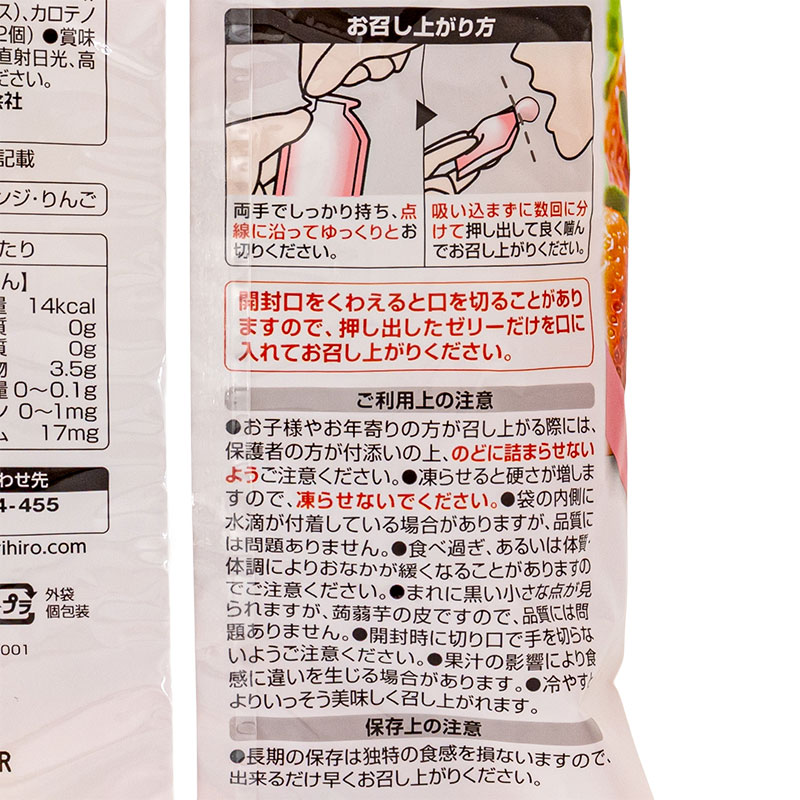 ス)、カロテノ
2個) ●賞味
直射日光、高
ださい。
会社
記載
ンジ・りんご
たり
ん】
量 14kcal
質 0g
質 0g
物 3.5g
量 0〜0.1g
ン 0〜1mg
ム 17mg
わせ先
4-455
rihiro.com
プラ
外袋
個包装
001
R
お召し上がり方
両手でしっかり持ち、点
線に沿ってゆっくりとお
切りください。
吸い込まずに数回に分
けて押し出して良く噛ん
でお召し上がりください。
開封口をくわえると口を切ることがあり
ますので、押し出したゼリーだけを口に
入れてお召し上がりください。
ご利用上の注意
●お子様やお年寄りの方が召し上がる際には、
保護者の方が付添いの上、のどに詰まらせない
ようご注意ください。●凍らせると硬さが増しま
すので、凍らせないでください。●袋の内側に
水滴が付着している場合がありますが、品質に
は問題ありません。●食べ過ぎ、あるいは体質・
体調によりおなかが緩くなることがありますの
でご注意ください。●まれに黒い小さな点が見
られますが、蒟蒻芋の皮ですので、品質には問
題ありません。●開封時に切り口で手を切らな
いようご注意ください。●果汁の影響により食
感に違いを生じる場合があります。●冷やすと
よりいっそう美味しく召し上がれます。
保存上の注意
●長期の保存は独特の食感を損ないますので、
出来るだけ早くお召し上がりください。